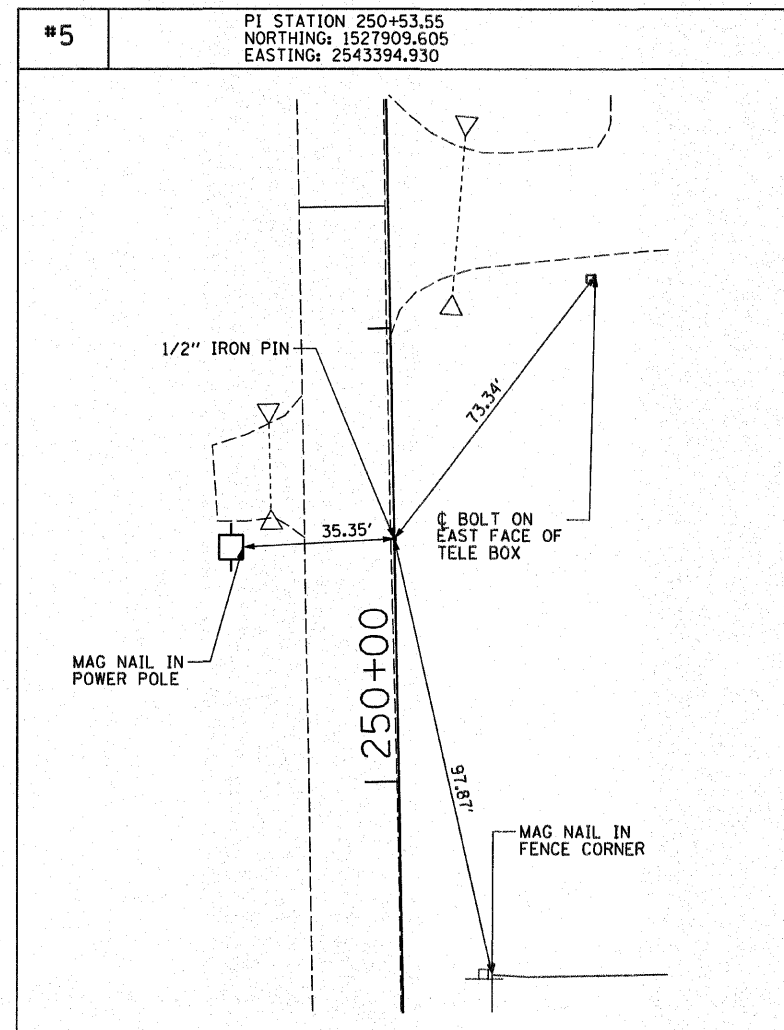 #5
PI STATION 250+53.55
NORTHING: 1527909.605
EASTING: 2543394.930
1/2" IRON PIN
73.34'
35.35'
℄ BOLT ON
EAST FACE OF
TELE BOX
MAG NAIL IN
POWER POLE
250+00
97.87'
MAG NAIL IN
FENCE CORNER